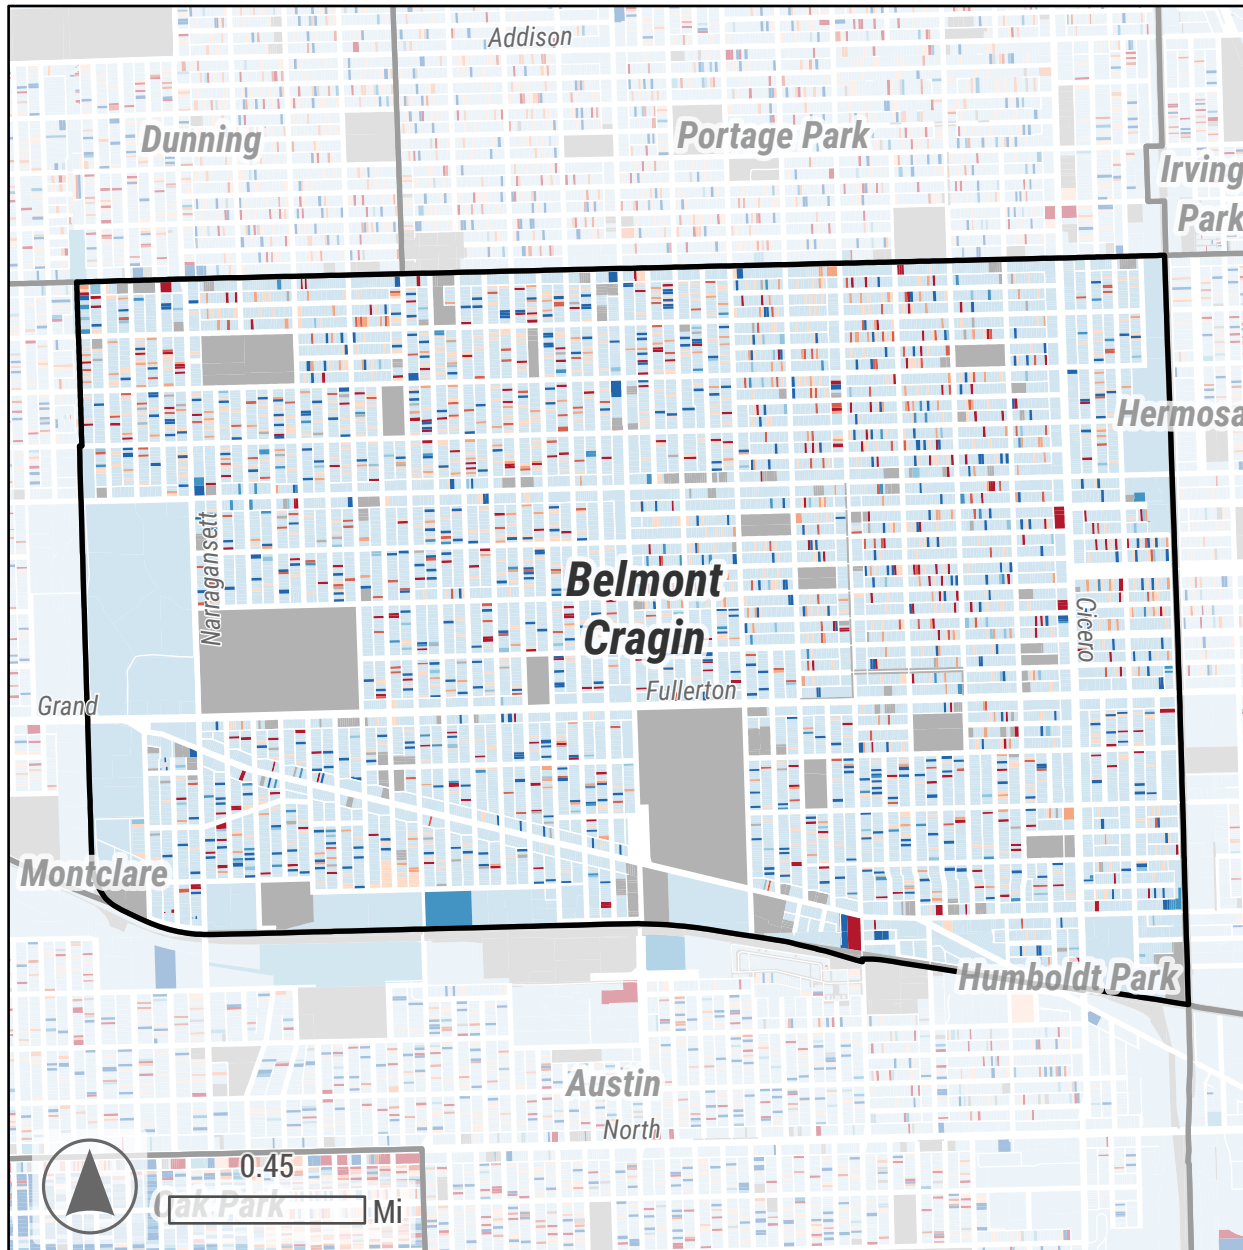 Addison
Dunning
Portage Park
Irving
Park
Hermosa
Narragansett
Belmont
Cragin
Cicero
Fullerton
Grand
Montclare
Humboldt Park
Austin
North
0.45
Oak Park
Mi